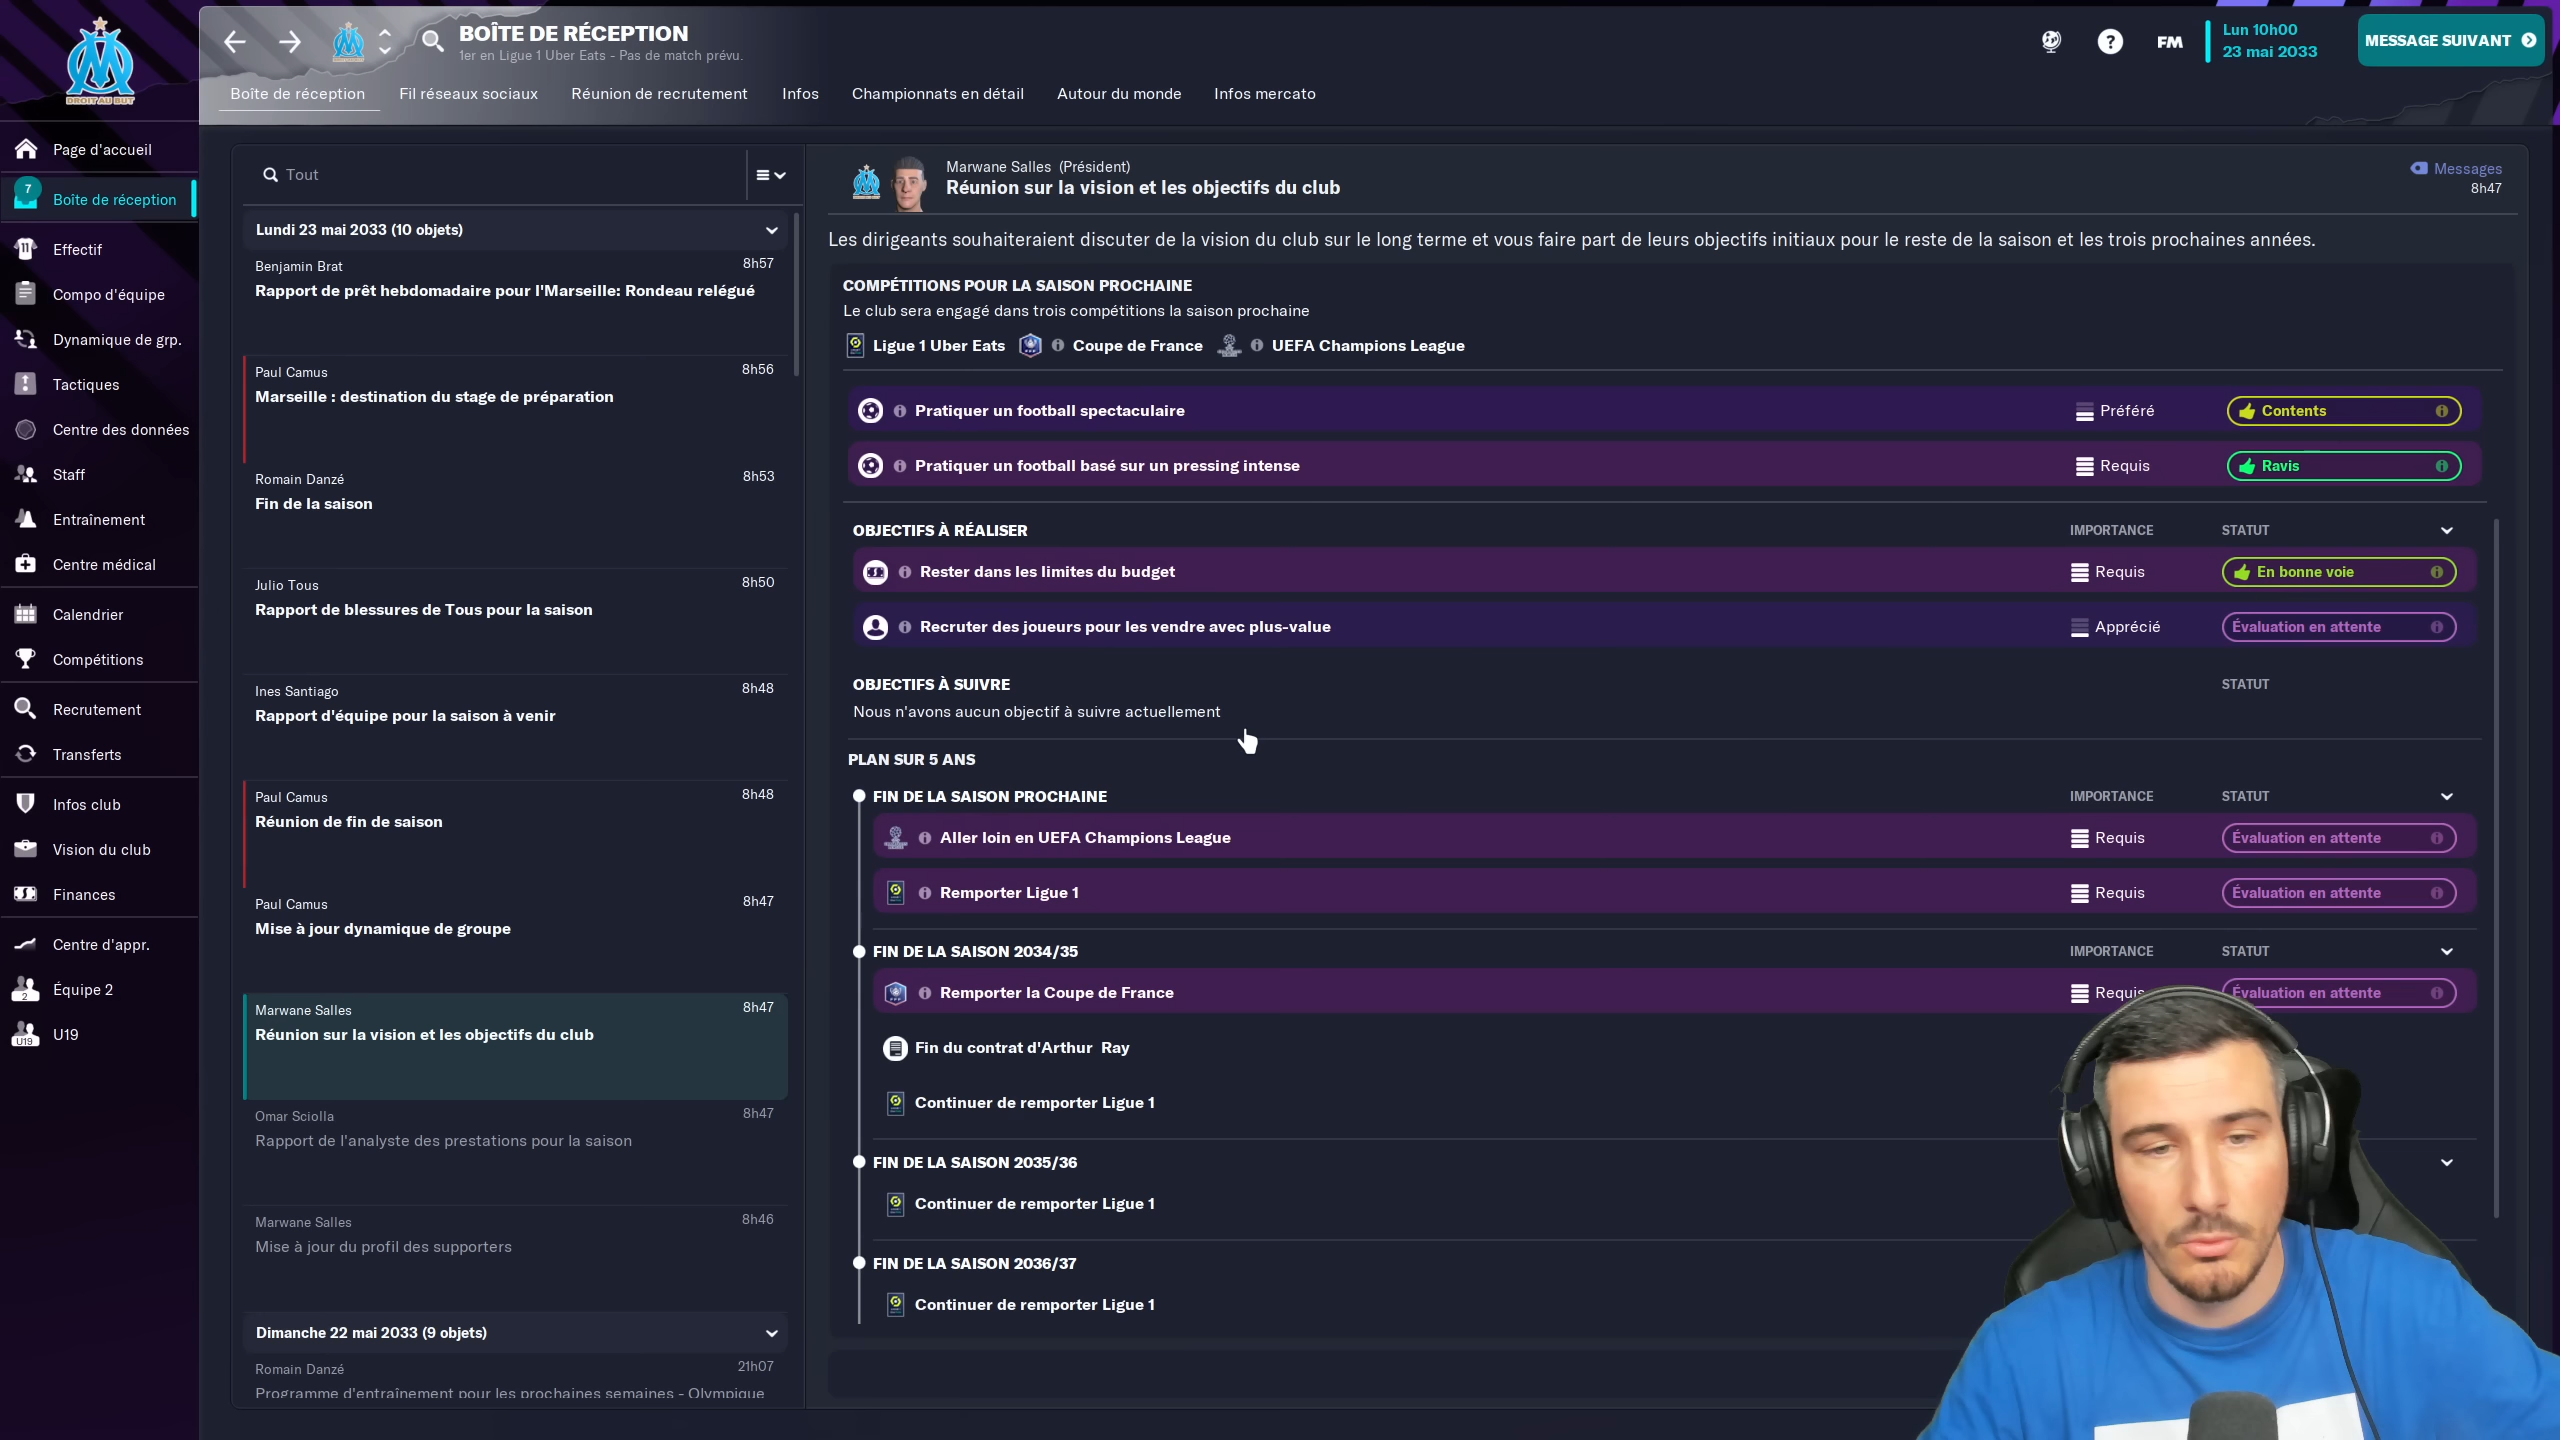 DROIT AU BUT
BOÎTE DE RÉCEPTION
1er en Ligue 1 Uber Eats - Pas de match prévu.
FM
Lun 10h00
23 mai 2033
MESSAGE SUIVANT
Boîte de réception
Fil réseaux sociaux
Réunion de recrutement
Infos
Championnats en détail
Autour du monde
Infos mercato
Page d'accueil
7
Boîte de réception
Effectif
Compo d'équipe
Dynamique de grp.
Tactiques
Centre des données
Staff
Entraînement
Centre médical
Calendrier
Compétitions
Recrutement
Transferts
Infos club
Vision du club
Finances
Centre d'appr.
2
Équipe 2
U19
U19
Tout
Lundi 23 mai 2033 (10 objets)
Benjamin Brat 8h57
Rapport de prêt hebdomadaire pour l'Marseille: Rondeau relégué
Paul Camus 8h56
Marseille : destination du stage de préparation
Romain Danzé 8h53
Fin de la saison
Julio Tous 8h50
Rapport de blessures de Tous pour la saison
Ines Santiago 8h48
Rapport d'équipe pour la saison à venir
Paul Camus 8h48
Réunion de fin de saison
Paul Camus 8h47
Mise à jour dynamique de groupe
Marwane Salles 8h47
Réunion sur la vision et les objectifs du club
Omar Sciolla 8h47
Rapport de l'analyste des prestations pour la saison
Marwane Salles 8h46
Mise à jour du profil des supporters
Dimanche 22 mai 2033 (9 objets)
Romain Danzé 21h07
Programme d'entraînement pour les prochaines semaines - Olympique
Marwane Salles (Président)
Réunion sur la vision et les objectifs du club
Messages
8h47
Les dirigeants souhaiteraient discuter de la vision du club sur le long terme et vous faire part de leurs objectifs initiaux pour le reste de la saison et les trois prochaines années.
COMPÉTITIONS POUR LA SAISON PROCHAINE
Le club sera engagé dans trois compétitions la saison prochaine
Ligue 1 Uber Eats Coupe de France UEFA Champions League
Pratiquer un football spectaculaire Préféré Contents
Pratiquer un football basé sur un pressing intense Requis Ravis
OBJECTIFS À RÉALISER IMPORTANCE STATUT
Rester dans les limites du budget Requis En bonne voie
Recruter des joueurs pour les vendre avec plus-value Apprécié Évaluation en attente
OBJECTIFS À SUIVRE STATUT
Nous n'avons aucun objectif à suivre actuellement
PLAN SUR 5 ANS
FIN DE LA SAISON PROCHAINE IMPORTANCE STATUT
Aller loin en UEFA Champions League Requis Évaluation en attente
Remporter Ligue 1 Requis Évaluation en attente
FIN DE LA SAISON 2034/35 IMPORTANCE STATUT
Remporter la Coupe de France Requis Évaluation en attente
Fin du contrat d'Arthur Ray
Continuer de remporter Ligue 1
FIN DE LA SAISON 2035/36
Continuer de remporter Ligue 1
FIN DE LA SAISON 2036/37
Continuer de remporter Ligue 1